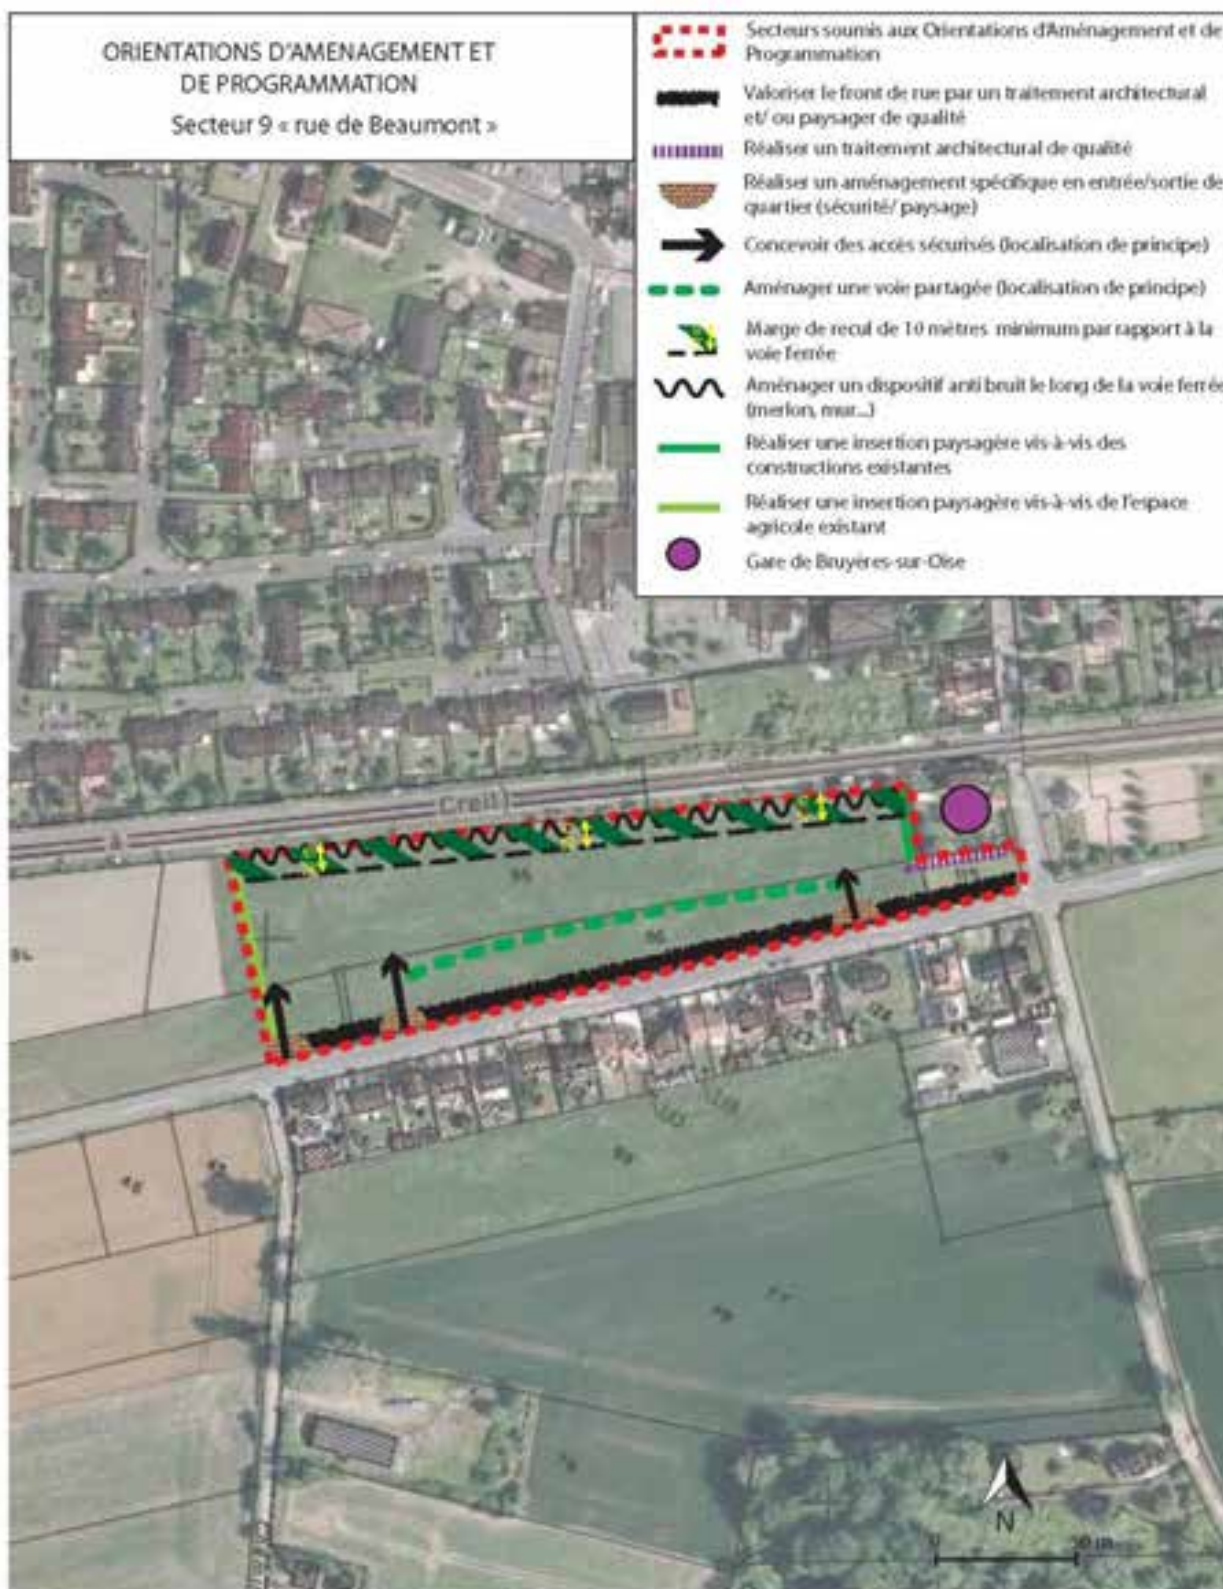 ORIENTATIONS D'AMENAGEMENT ET
DE PROGRAMMATION
Secteur 9 « rue de Beaumont »
Secteurs soumis aux Orientations d'Aménagement et de
Programmation
Valoriser le front de rue par un traitement architectural
et/ ou paysager de qualité
Réaliser un traitement architectural de qualité
Réaliser un aménagement spécifique en entrée/sortie de
quartier (sécurité/ paysage)
Concevoir des accès sécurisés (localisation de principe)
Aménager une voie partagée (localisation de principe)
Marge de recul de 10 mètres minimum par rapport à la
voie ferrée
Aménager un dispositif anti bruit le long de la voie ferrée
(merlon, mur...)
Réaliser une insertion paysagère vis-à-vis des
constructions existantes
Réaliser une insertion paysagère vis-à-vis de l'espace
agricole existant
Gare de Bruyères-sur-Oise
Creil)
N
0